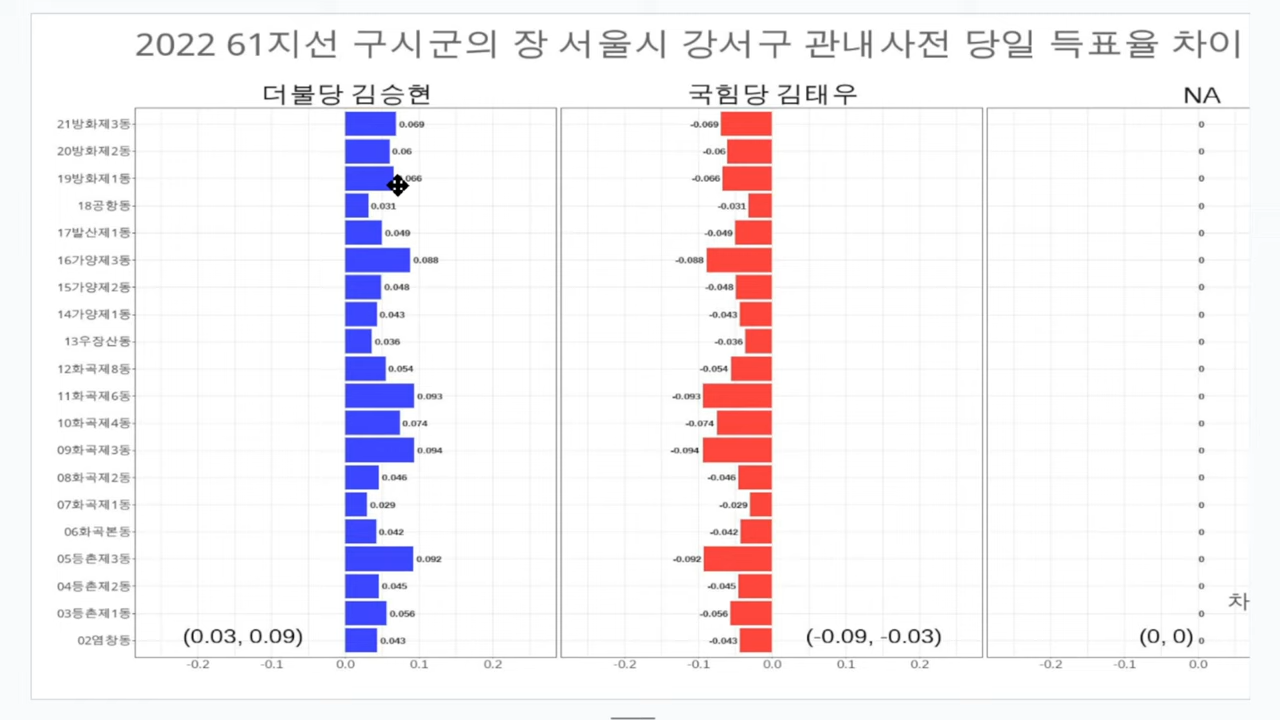 2022 61지선 구시군의 장 서울시 강서구 관내사전 당일 득표율 차이
더불당 김승현 국힘당 김태우 NA
21방화제3동 0.069 -0.069 0
20방화제2동 0.06 -0.06 0
19방화제1동 066 -0.066 0
18공항동 0.031 -0.031 0
17발산제1동 0.049 -0.049 0
16가양제3동 0.088 -0.088 0
15가양제2동 0.048 -0.048 0
14가양제1동 0.043 -0.043 0
13우장산동 0.036 -0.036 0
12화곡제8동 0.054 -0.054 0
11화곡제6동 0.093 -0.093 0
10화곡제4동 0.074 -0.074 0
09화곡제3동 0.094 -0.094 0
08화곡제2동 0.046 -0.046 0
07화곡제1동 0.029 -0.029 0
06화곡본동 0.042 -0.042 0
05등촌제3동 0.092 -0.092 0
04등촌제2동 0.045 -0.045 0
차
03등촌제1동 0.056 -0.056 0
02염창동 (0.03, 0.09) 0.043 -0.043 (-0.09, -0.03) (0, 0) 0
-0.2 -0.1 0.0 0.1 0.2 -0.2 -0.1 0.0 0.1 0.2 -0.2 -0.1 0.0